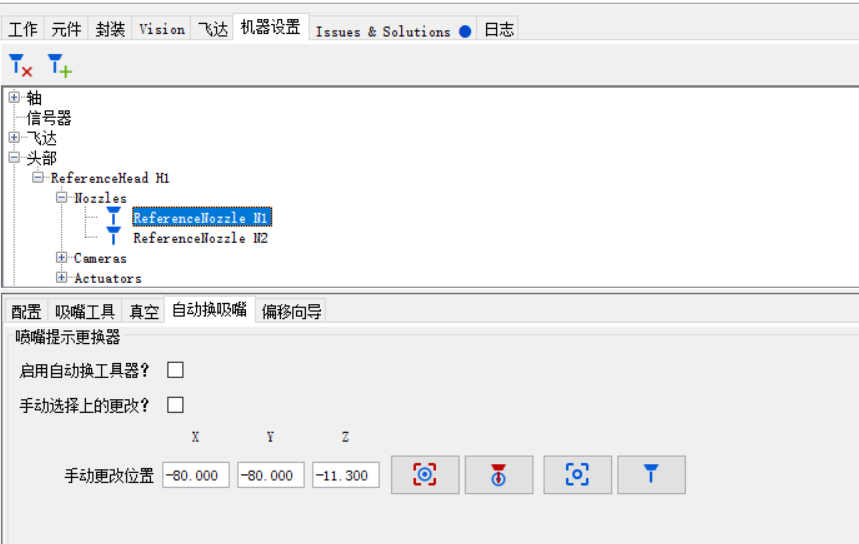 工作 元件 封装 Vision 飞达 机器设置 Issues & Solutions 日志
轴
信号器
飞达
头部
ReferenceHead H1
Nozzles
ReferenceNozzle N1
ReferenceNozzle N2
Cameras
Actuators
配置 吸嘴工具 真空 自动换吸嘴 偏移向导
喷嘴提示更换器
启用自动换工具器?
手动选择上的更改?
X Y Z
手动更改位置 -80.000 -80.000 -11.300